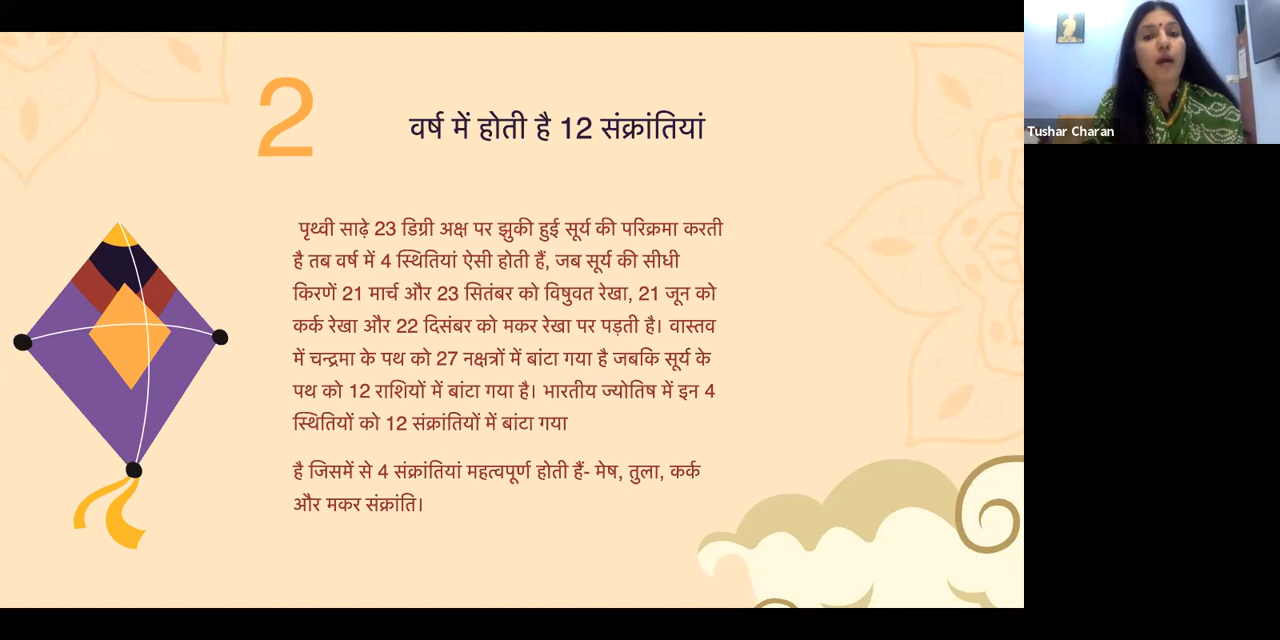 2
वर्ष में होती है 12 संक्रांतियां
पृथ्वी साढ़े 23 डिग्री अक्ष पर झुकी हुई सूर्य की परिक्रमा करती
है तब वर्ष में 4 स्थितियां ऐसी होती हैं, जब सूर्य की सीधी
किरणें 21 मार्च और 23 सितंबर को विषुवत रेखा, 21 जून को
कर्क रेखा और 22 दिसंबर को मकर रेखा पर पड़ती है। वास्तव
में चन्द्रमा के पथ को 27 नक्षत्रों में बांटा गया है जबकि सूर्य के
पथ को 12 राशियों में बांटा गया है। भारतीय ज्योतिष में इन 4
स्थितियों को 12 संक्रांतियों में बांटा गया
है जिसमें से 4 संक्रांतियां महत्वपूर्ण होती हैं- मेष, तुला, कर्क
और मकर संक्रांति।
Tushar Charan